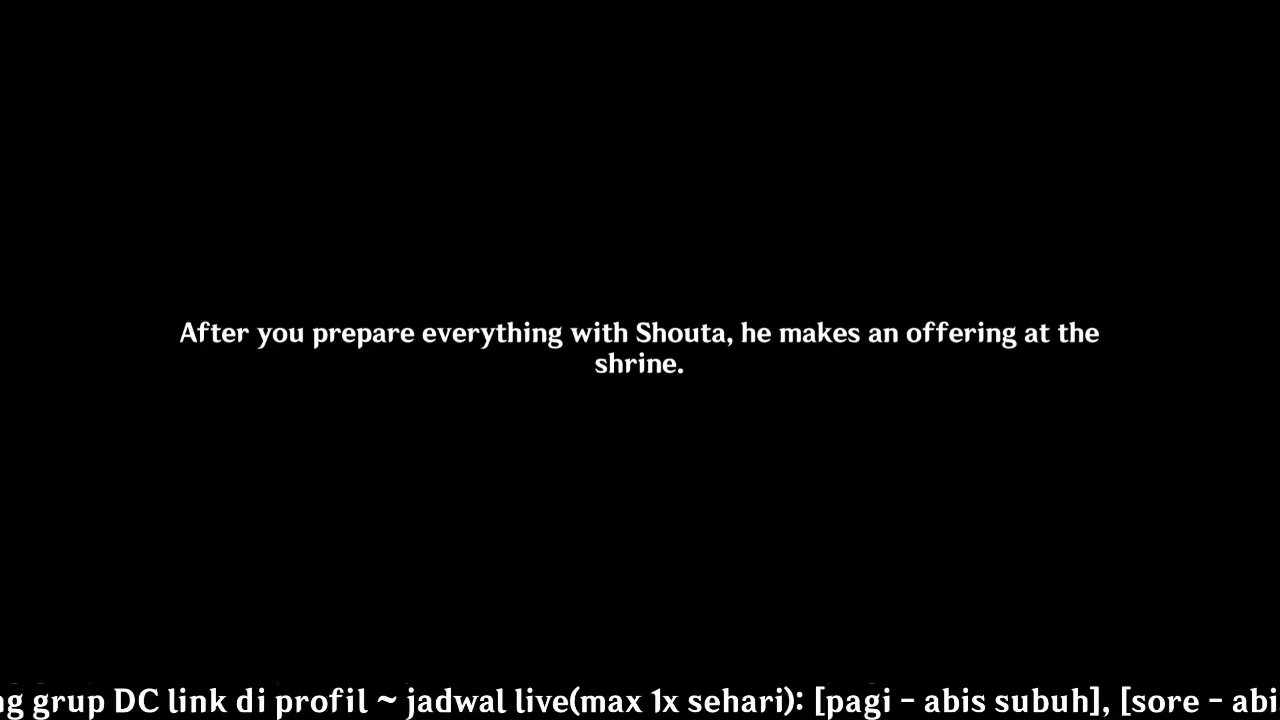 After you prepare everything with Shouta, he makes an offering at the
shrine.
grup DC link di profil ~ jadwal live(max 1x sehari): [pagi - abis subuh], [sore -